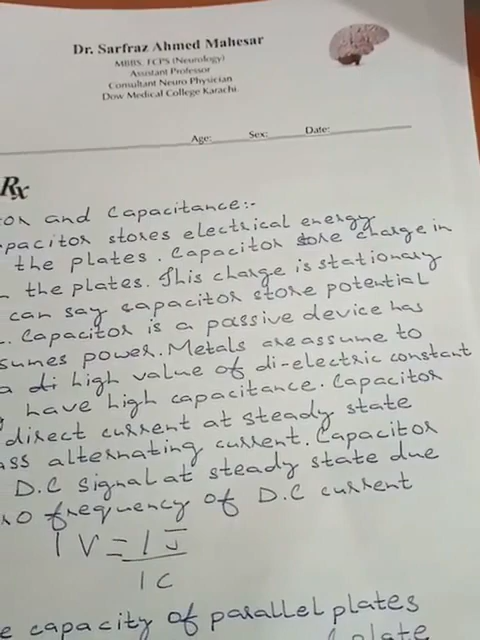 Dr. Sarfraz Ahmed Mahesar
MBBS, FCPS (Neurology)
Assistant Professor
Consultant Neuro Physician
Dow Medical College Karachi.
Age: Sex: Date:
Rx
tor and Capacitance:-
apacitor stores electrical energy
the plates. Capacitor store charge in
n the plates. This charge is stationary
can say capacitor store potential
. Capacitor is a passive device has
sumes power. Metals are assume to
a di high value of di-electric constant
have high capacitance. Capacitor
direct current at steady state
ass alternating current. Capacitor
D.C signal at steady state due
ro frequency of D.C current
1V = 1J
1C
e capacity of parallel plates
plate